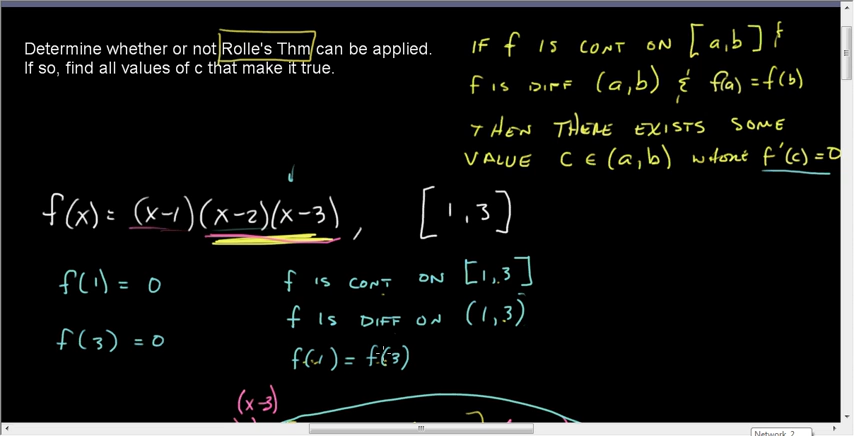 Determine whether or not Rolle's Thm can be applied.
If so, find all values of c that make it true.
IF f IS CONT ON [a,b] &
f IS DIFF (a,b) & f(a) = f(b)
THEN THERE EXISTS SOME
VALUE C ∈ (a,b) where f'(c) = 0
f(x) = (x-1)(x-2)(x-3), [1,3]
f(1) = 0
f(3) = 0
f IS CONT ON [1,3]
f IS DIFF ON (1,3)
f(1) = f(3)
(x-3)
Network 2